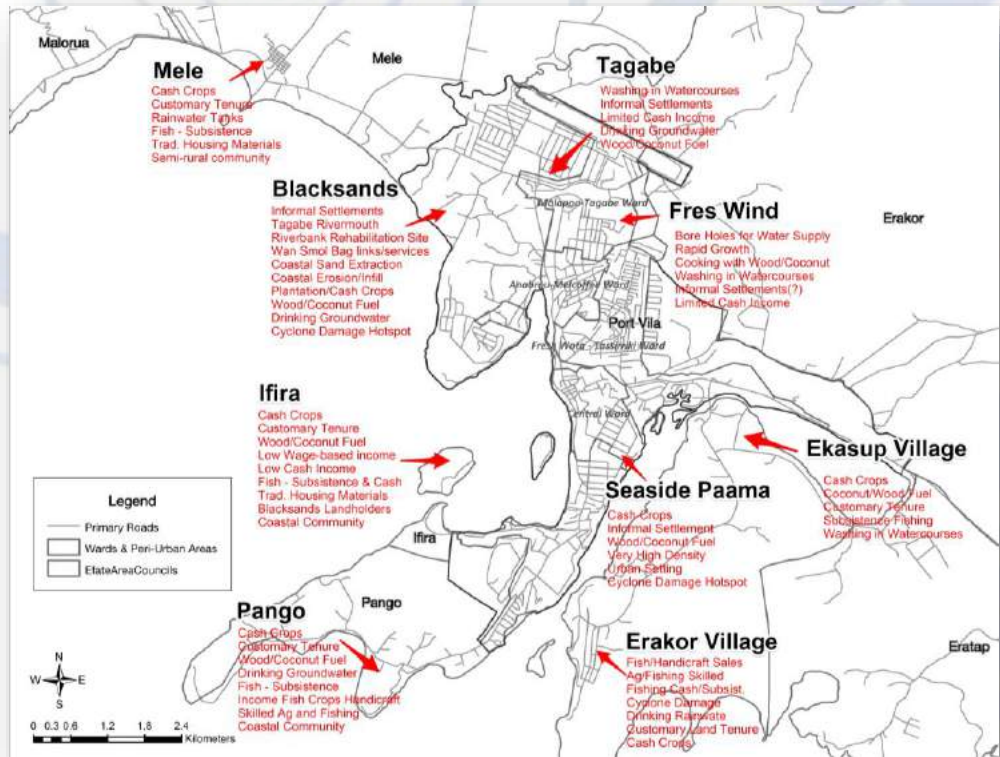 Malorua
Mele
Mele
Cash Crops
Customary Tenure
Rainwater Tanks
Fish - Subsistence
Trad. Housing Materials
Semi-rural community
Tagabe
Washing in Watercourses
Informal Settlements
Limited Cash Income
Drinking Groundwater
Wood/Coconut Fuel
Blacksands
Informal Settlements
Tagabe Rivermouth
Riverbank Rehabilitation Site
Wan Smol Bag links/services
Coastal Sand Extraction
Coastal Erosion/Infill
Plantation/Cash Crops
Wood/Coconut Fuel
Drinking Groundwater
Cyclone Damage Hotspot
Malapoa-Tagabe Ward
Fres Wind
Bore Holes for Water Supply
Rapid Growth
Cooking with Wood/Coconut
Washing in Watercourses
Informal Settlements(?)
Limited Cash Income
Erakor
Anabrou-Melcoffee Ward
Port Vila
Fresh Wota - Tassiriki Ward
Central Ward
Ifira
Cash Crops
Customary Tenure
Wood/Coconut Fuel
Low Wage-based income
Low Cash Income
Fish - Subsistence & Cash
Trad. Housing Materials
Blacksands Landholders
Coastal Community
Ekasup Village
Cash Crops
Coconut/Wood Fuel
Customary Tenure
Subsistence Fishing
Washing in Watercourses
Seaside Paama
Cash Crops
Informal Settlement
Wood/Coconut Fuel
Very High Density
Urban Setting
Cyclone Damage Hotspot
Legend
Primary Roads
Wards & Peri-Urban Areas
EfateAreaCouncils
Ifira
Pango
Pango
Cash Crops
Customary Tenure
Wood/Coconut Fuel
Drinking Groundwater
Fish - Subsistence
Income Fish Crops Handicraft
Skilled Ag and Fishing
Coastal Community
Erakor Village
Fish/Handicraft Sales
Ag/Fishing Skilled
Fishing Cash/Subsist.
Cyclone Damage
Drinking Rainwate
Customary Land Tenure
Cash Crops
Eratap
N
W E
S
0 0.3 0.6 1.2 1.8 2.4
Kilometers